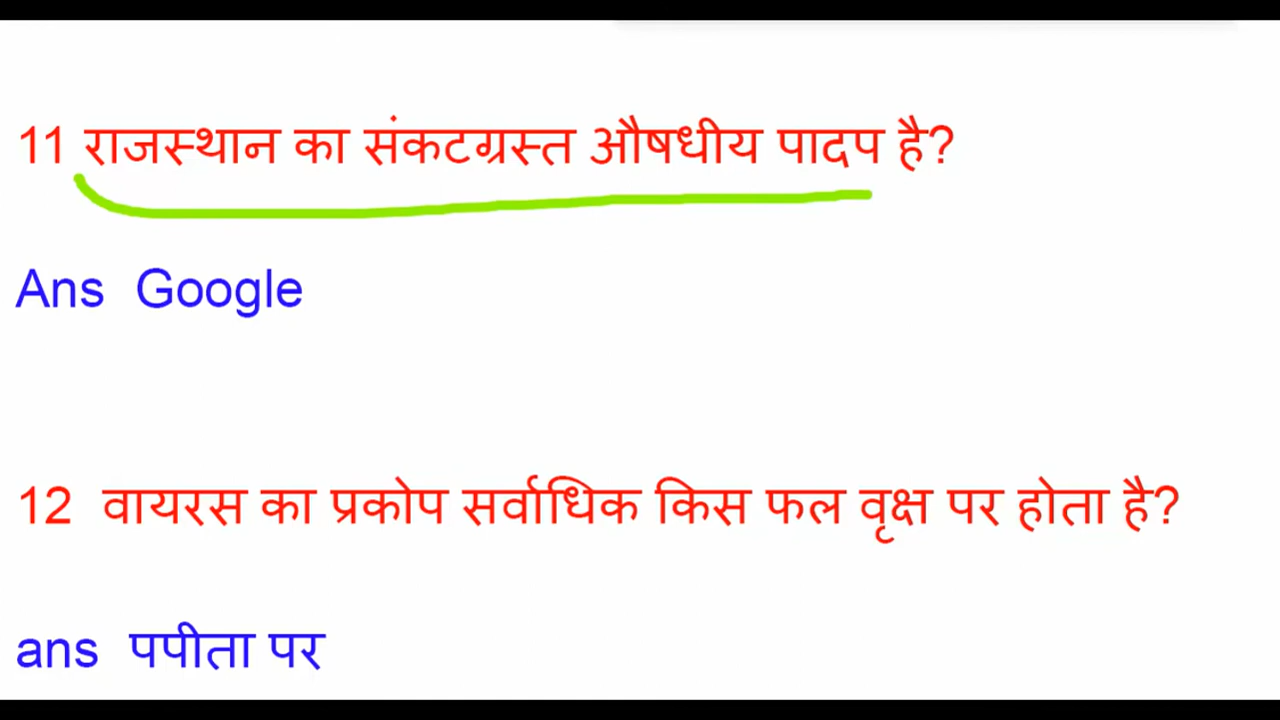 11 राजस्थान का संकटग्रस्त औषधीय पादप है?
Ans Google
12 वायरस का प्रकोप सर्वाधिक किस फल वृक्ष पर होता है?
ans पपीता पर